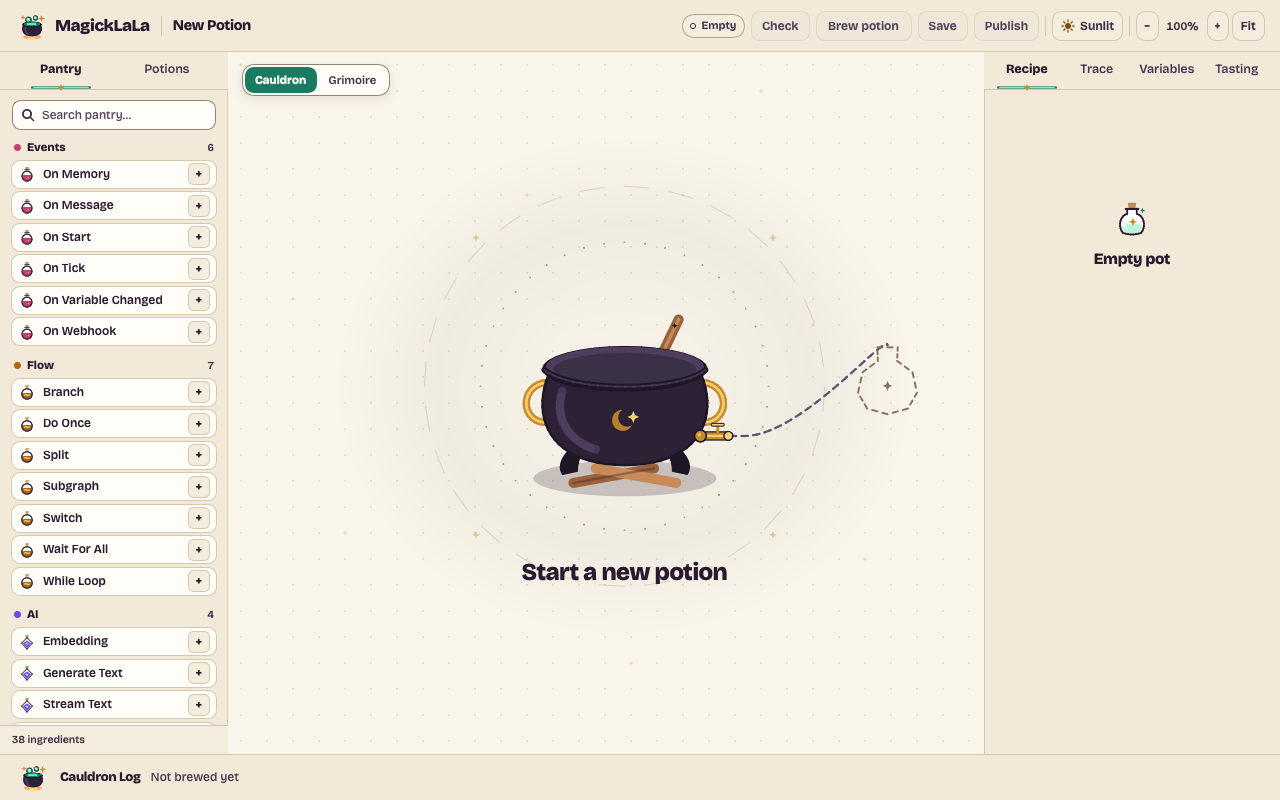 MagickLaLa
New Potion
Empty
Check
Brew potion
Save
Publish
Sunlit
100%
Fit
Pantry
Potions
Search pantry...
Events 6
On Memory
On Message
On Start
On Tick
On Variable Changed
On Webhook
Flow 7
Branch
Do Once
Split
Subgraph
Switch
Wait For All
While Loop
AI 4
Embedding
Generate Text
Stream Text
38 ingredients
Cauldron
Grimoire
Start a new potion
Recipe
Trace
Variables
Tasting
Empty pot
Cauldron Log
Not brewed yet